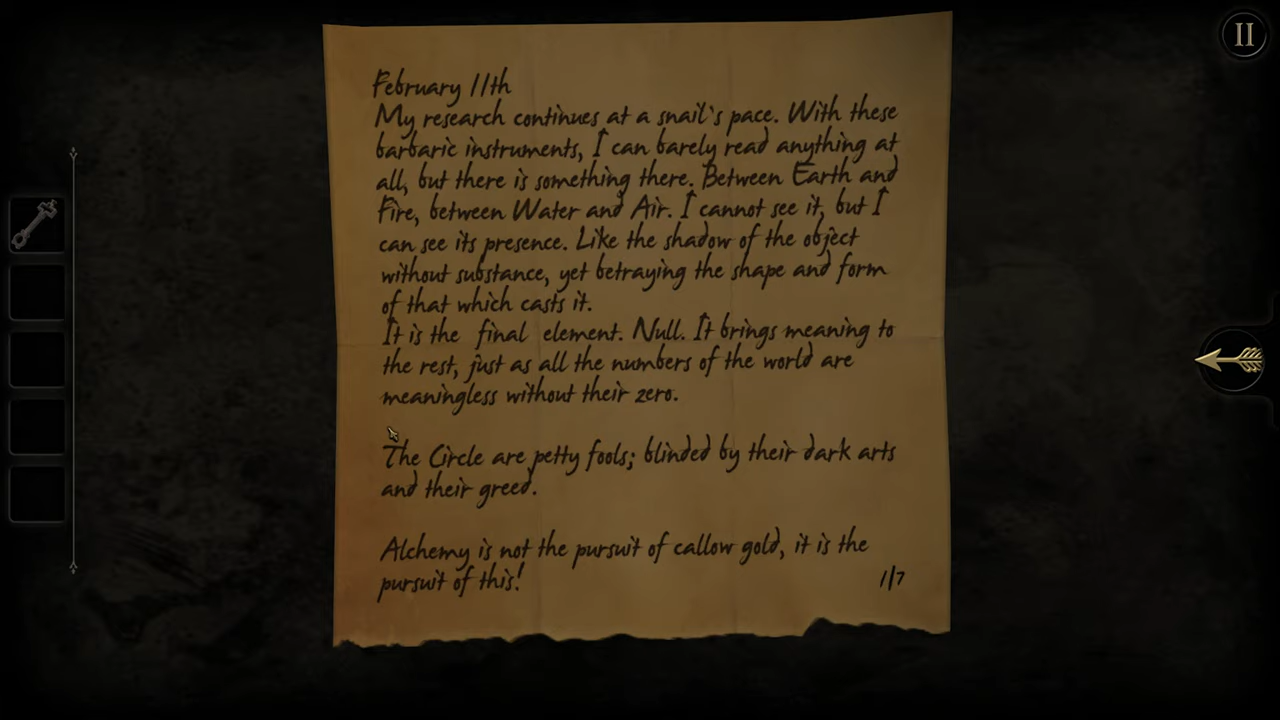 February 11th
My research continues at a snail's pace. With these
barbaric instruments, I can barely read anything at
all, but there is something there. Between Earth and
Fire, between Water and Air. I cannot see it, but I
can see its presence. Like the shadow of the object
without substance, yet betraying the shape and form
of that which casts it.
It is the final element. Null. It brings meaning to
the rest, just as all the numbers of the world are
meaningless without their zero.
The Circle are petty fools; blinded by their dark arts
and their greed.
Alchemy is not the pursuit of callow gold, it is the
pursuit of this!
1/7